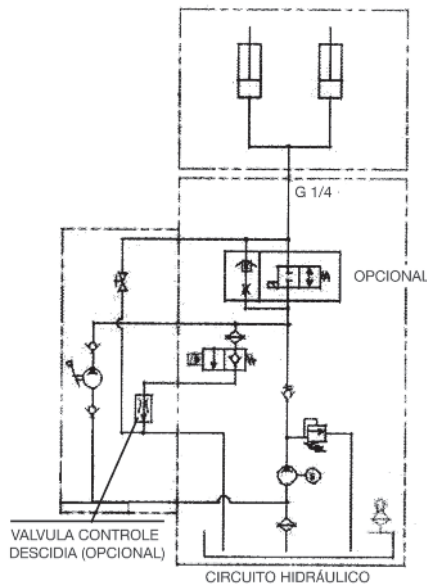 G 1/4
OPCIONAL
VALVULA CONTROLE
DESCIDIA (OPCIONAL)
CIRCUITO HIDRÁULICO